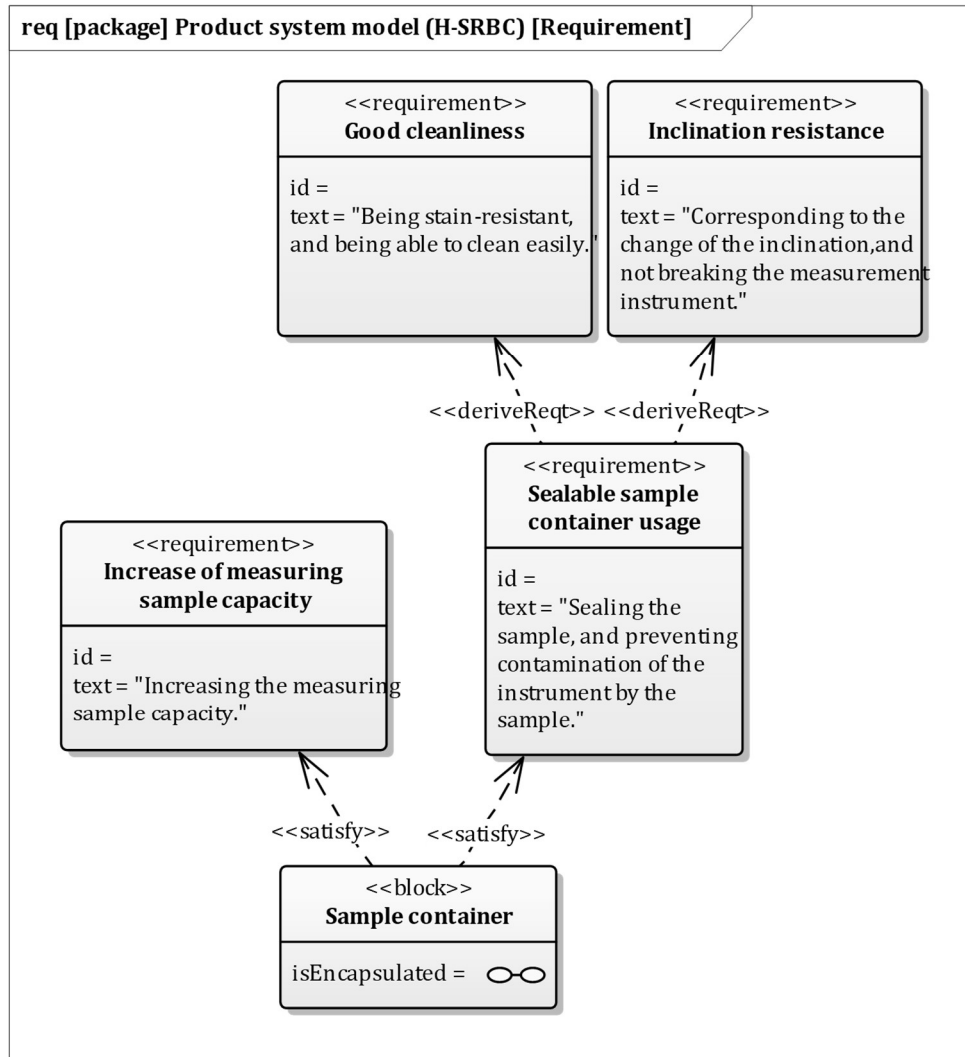 req [package] Product system model (H-SRBC) [Requirement]
<<requirement>>
Good cleanliness
id =
text = "Being stain-resistant,
and being able to clean easily."
<<requirement>>
Inclination resistance
id =
text = "Corresponding to the
change of the inclination,and
not breaking the measurement
instrument."
<<deriveReqt>>
<<deriveReqt>>
<<requirement>>
Sealable sample
container usage
id =
text = "Sealing the
sample, and preventing
contamination of the
instrument by the
sample."
<<requirement>>
Increase of measuring
sample capacity
id =
text = "Increasing the measuring
sample capacity."
<<satisfy>>
<<satisfy>>
<<block>>
Sample container
isEncapsulated =